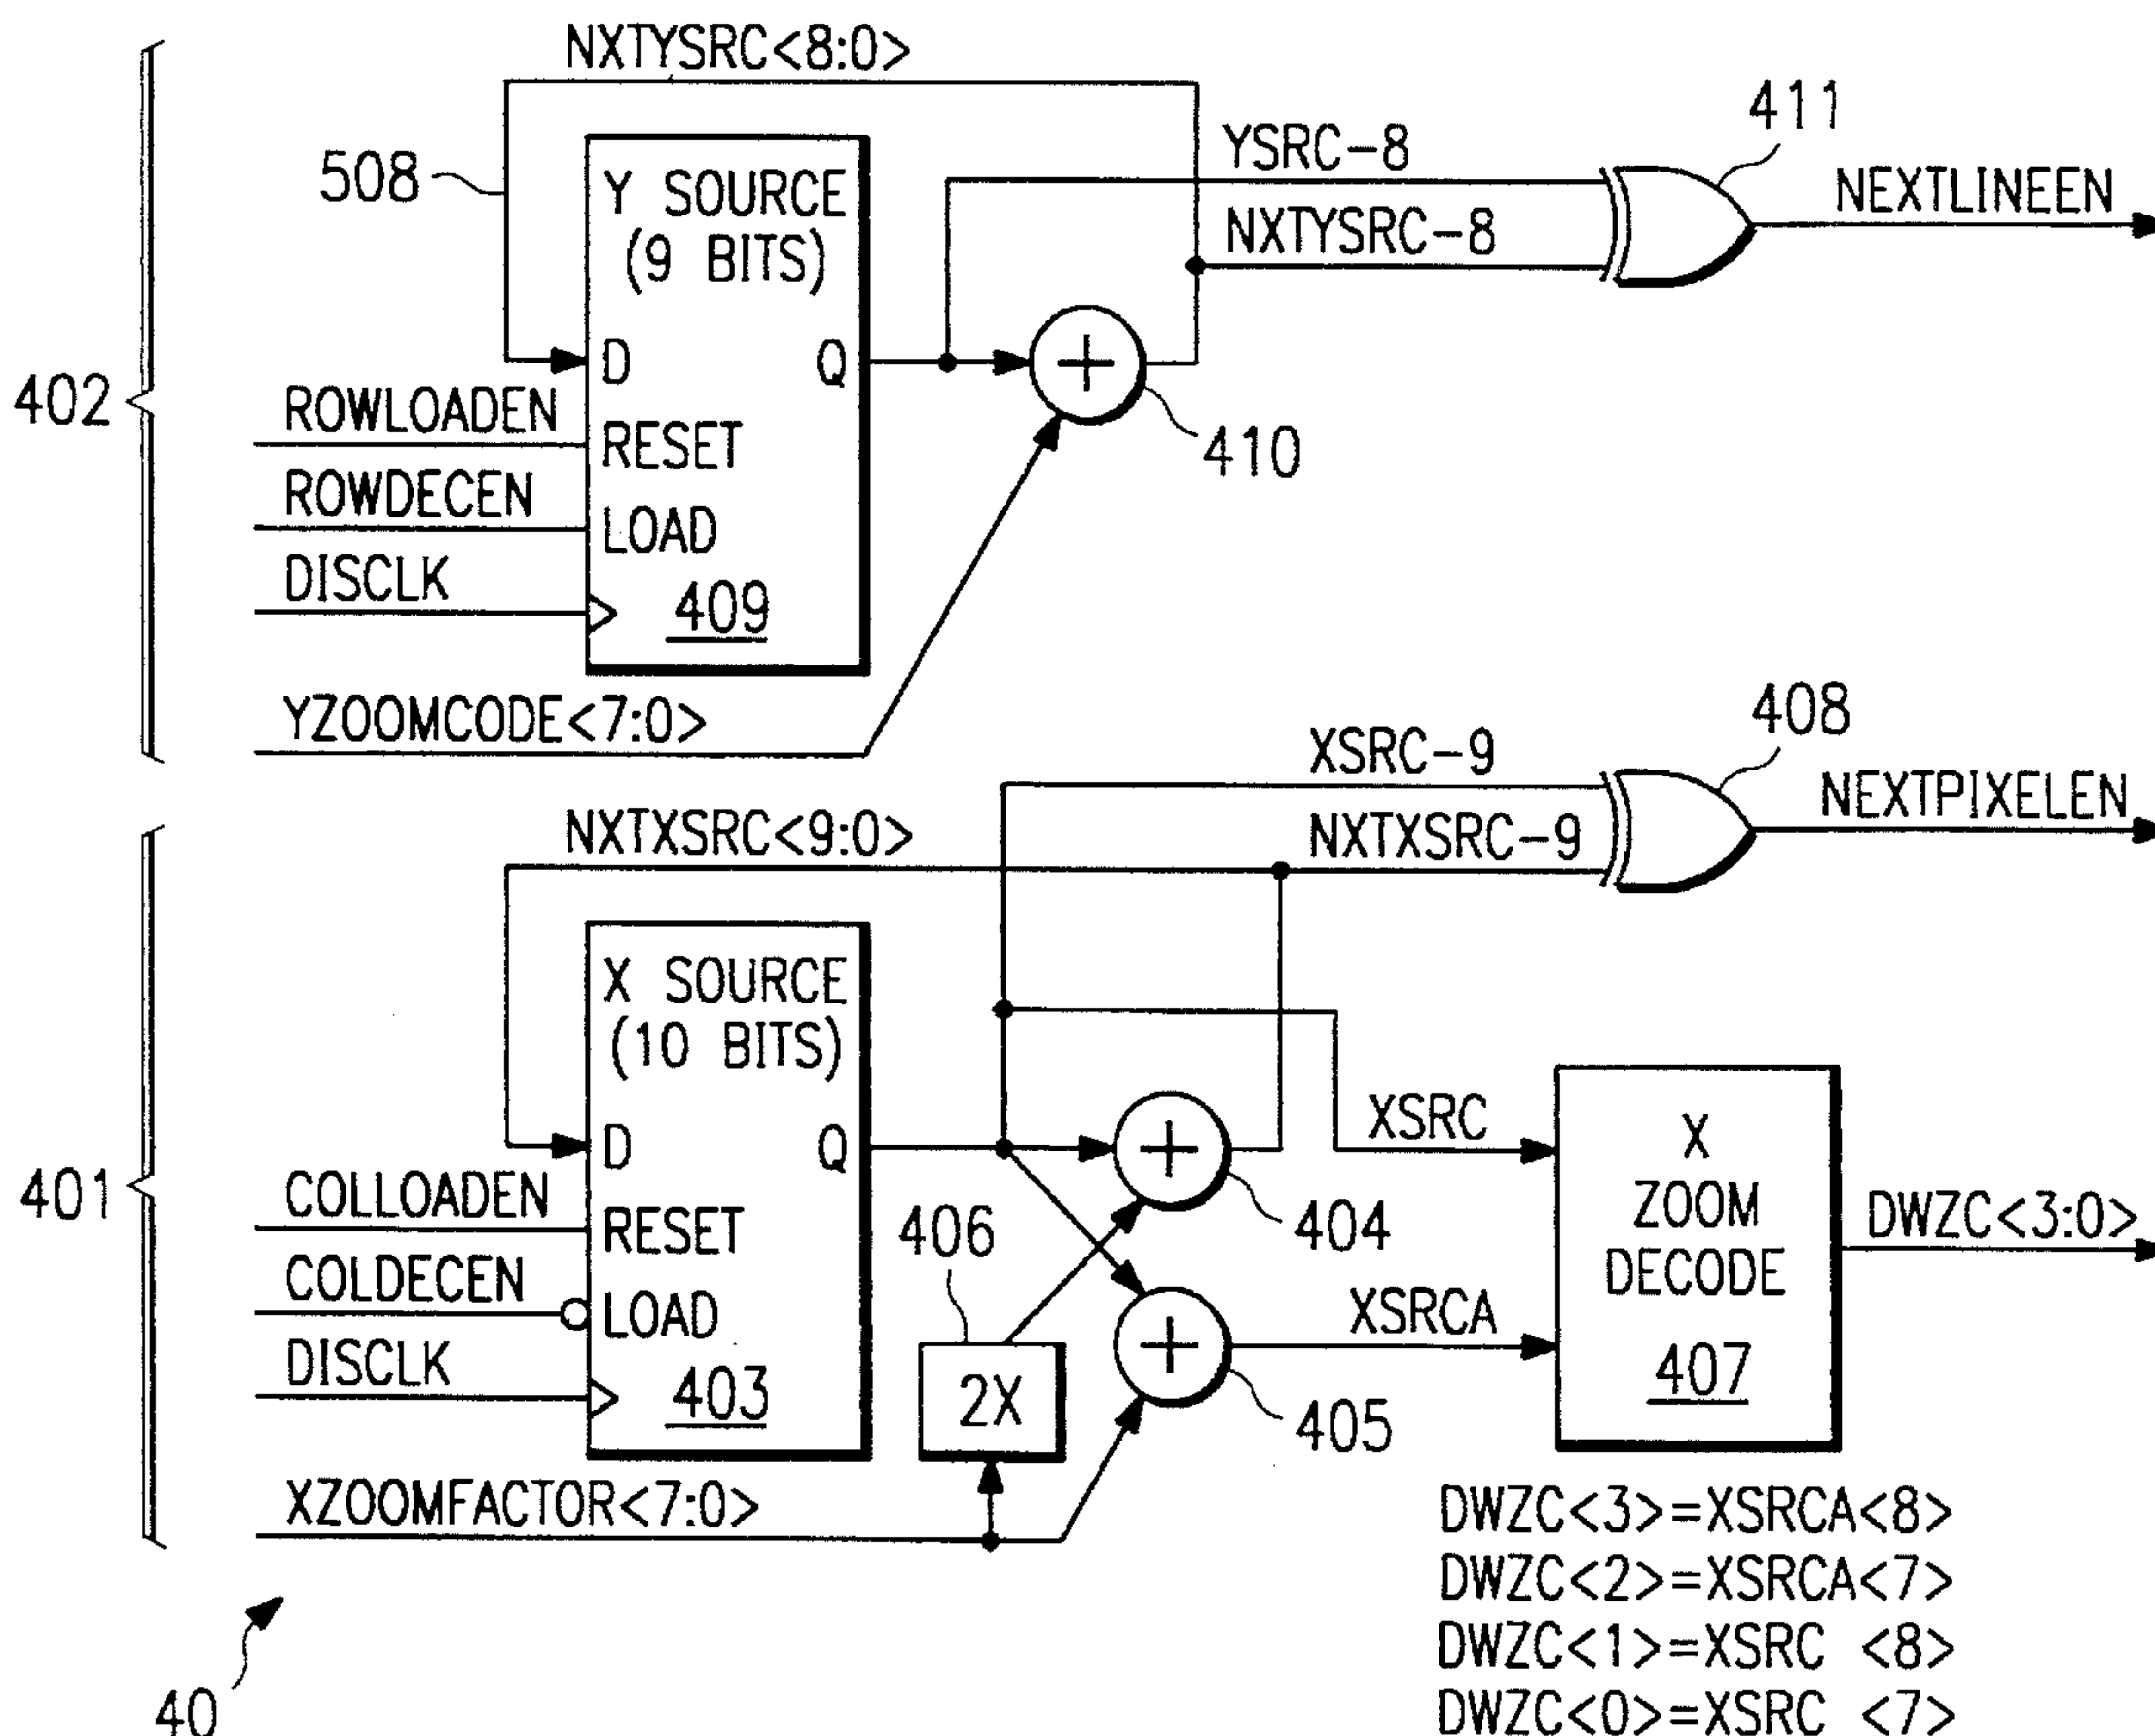 NXTYSRC<8:0>
508
Y SOURCE
(9 BITS)
D
Q
RESET
LOAD
409
402
ROWLOADEN
ROWDECEN
DISCLK
YZOOMCODE<7:0>
410
YSRC-8
NXTYSRC-8
411
NEXTLINEEN
XSRC-9
NXTXSRC-9
408
NEXTPIXELEN
NXTXSRC<9:0>
X SOURCE
(10 BITS)
D
Q
RESET
LOAD
403
401
COLLOADEN
COLDECEN
DISCLK
XZOOMFACTOR<7:0>
406
2X
404
405
XSRC
XSRCA
X
ZOOM
DECODE
407
DWZC<3:0>
DWZC<3>=XSRCA<8>
DWZC<2>=XSRCA<7>
DWZC<1>=XSRC <8>
DWZC<0>=XSRC <7>
40